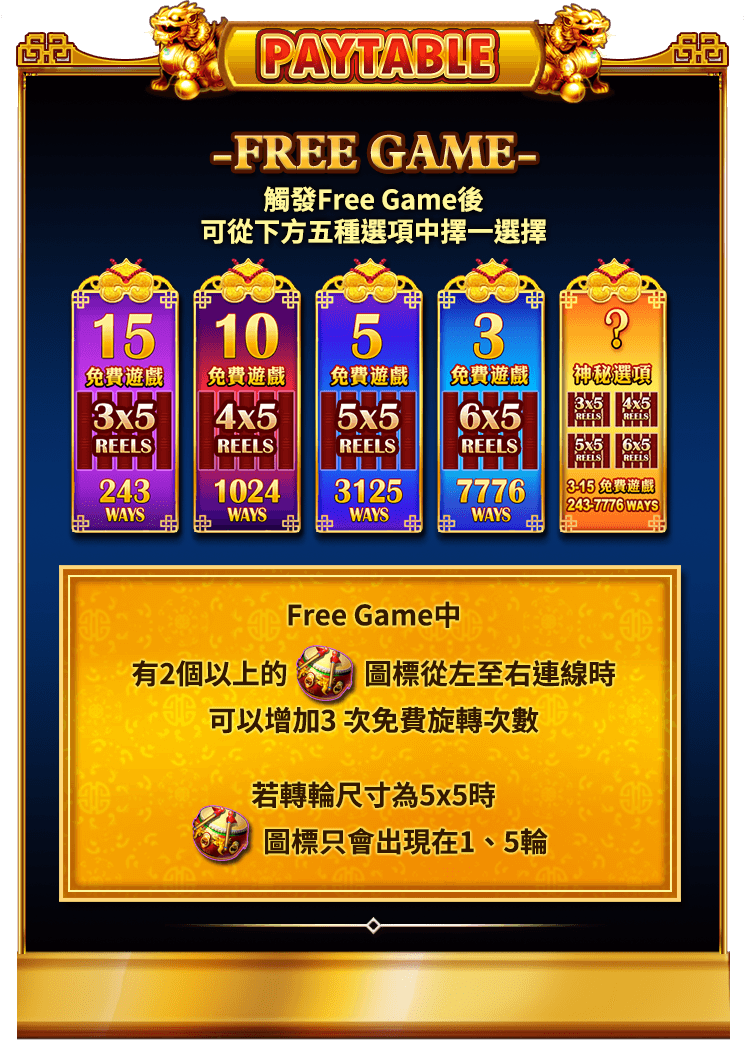 PAYTABLE
-FREE GAME-
觸發Free Game後
可從下方五種選項中擇一選擇
15
免費遊戲
3x5
REELS
243
WAYS
10
免費遊戲
4x5
REELS
1024
WAYS
5
免費遊戲
5x5
REELS
3125
WAYS
3
免費遊戲
6x5
REELS
7776
WAYS
?
神秘選項
3x5 4x5
REELS REELS
5x5 6x5
REELS REELS
3-15 免費遊戲
243-7776 WAYS
Free Game中
有2個以上的 圖標從左至右連線時
可以增加3 次免費旋轉次數
若轉輪尺寸為5x5時
圖標只會出現在1、5輪